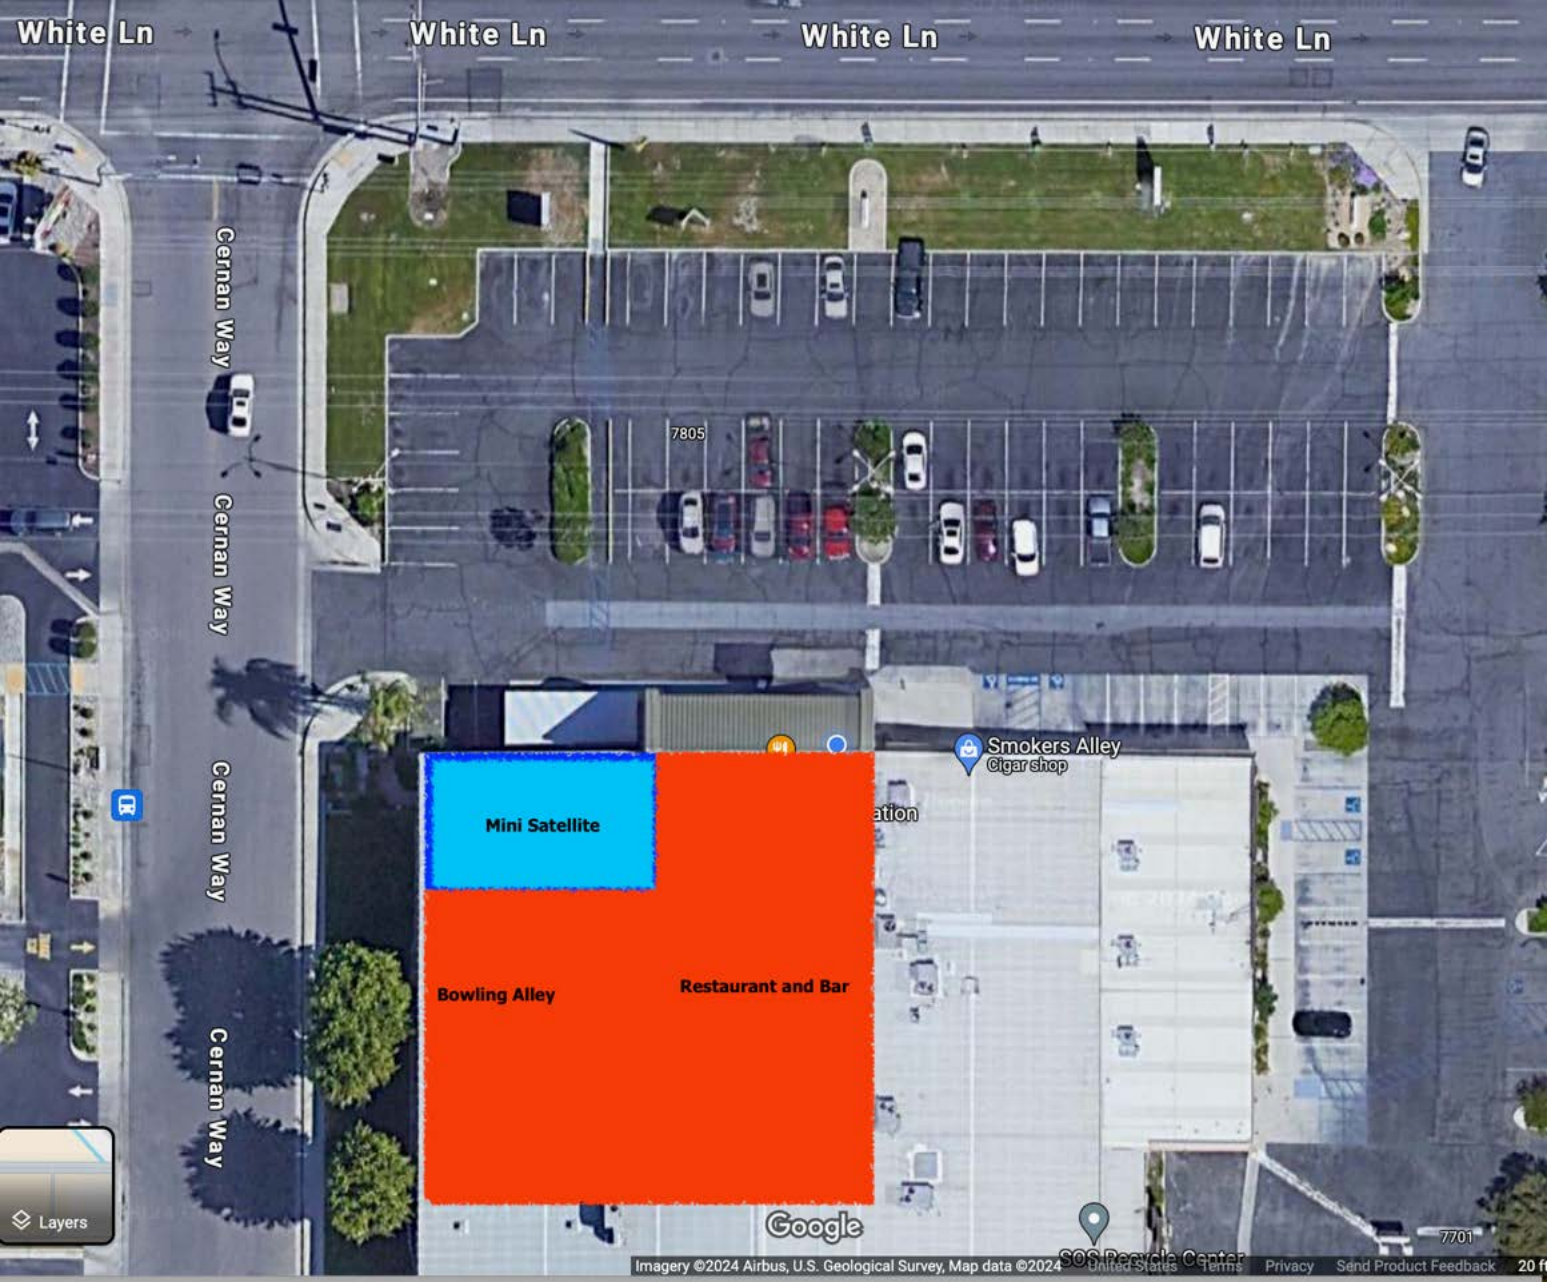 White Ln
White Ln
White Ln
White Ln
Cernan Way
7805
Cernan Way
Smokers Alley
Cigar shop
ation
Mini Satellite
Cernan Way
Restaurant and Bar
Bowling Alley
Cernan Way
Layers
Google
7701
SOS Recycle Center
Imagery ©2024 Airbus, U.S. Geological Survey, Map data ©2024 United States Terms Privacy Send Product Feedback 20 ft